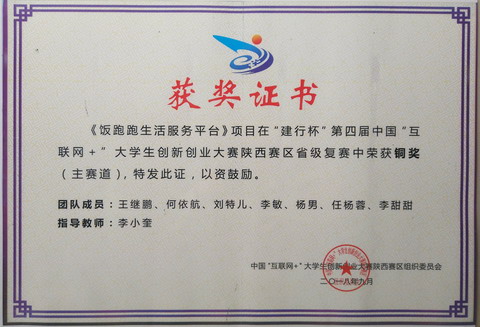 获奖证书
《饭跑跑生活服务平台》项目在“建行杯”第四届中国“互
联网+”大学生创新创业大赛陕西赛区省级复赛中荣获铜奖
(主赛道),特发此证,以资鼓励。
团队成员:王继鹏、何依航、刘特儿、李敏、杨男、任杨蓉、李甜甜
指导教师:李小奎
中国“互联网+”大学生创新创业大赛陕西赛区组织委员会
二〇一八年九月